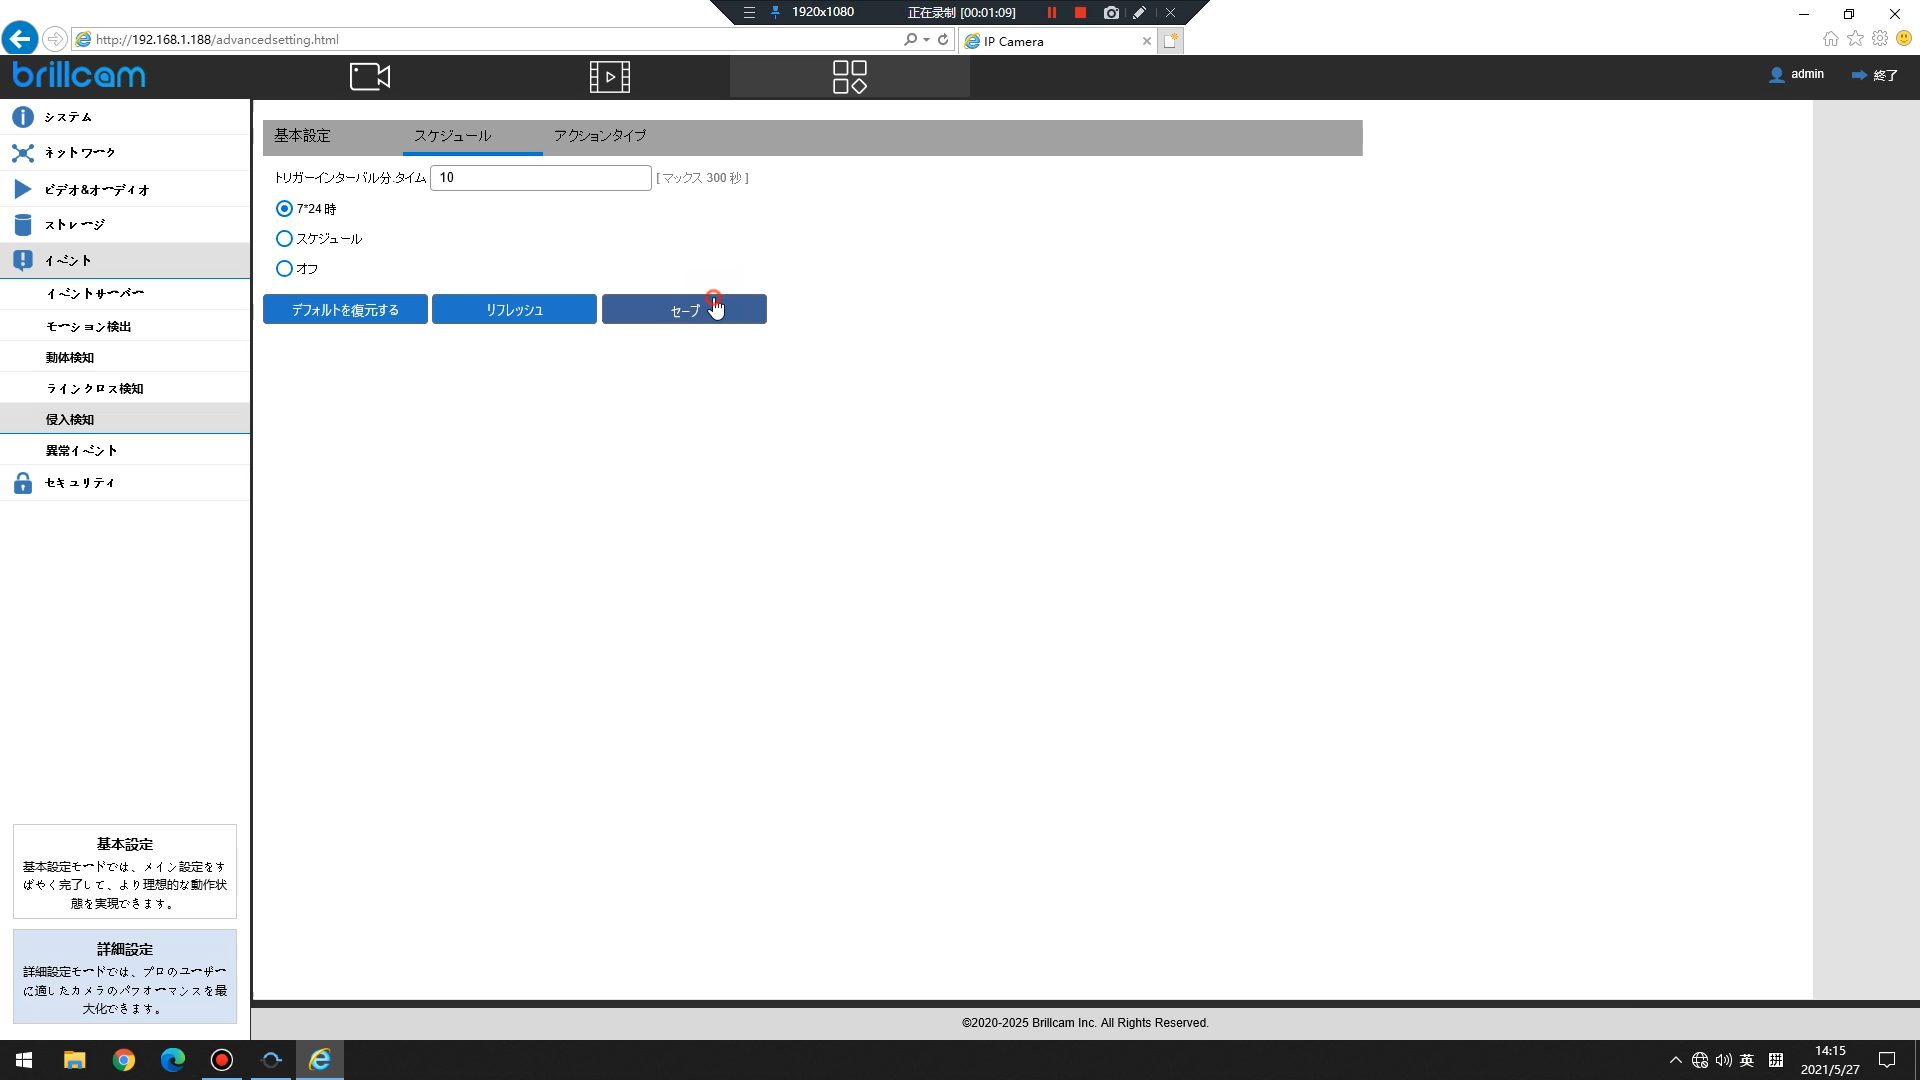 1920x1080 正在录制 [00:01:09]
http://192.168.1.188/advancedsetting.html
IP Camera
brillcam
admin 終了
システム
ネットワーク
ビデオ&オーディオ
ストレージ
イベント
イベントサーバー
モーション検出
動体検知
ラインクロス検知
侵入検知
異常イベント
セキュリティ
基本設定 スケジュール アクションタイプ
トリガーインターバル分.タイム 10 [ マックス 300 秒 ]
7*24 時
スケジュール
オフ
デフォルトを復元する リフレッシュ セーブ
基本設定
基本設定モードでは、メイン設定をす
ばやく完了して、より理想的な動作状
態を実現できます。
詳細設定
詳細設定モードでは、プロのユーザー
に適したカメラのパフォーマンスを最
大化できます。
©2020-2025 Brillcam Inc. All Rights Reserved.
英 拼 14:15
2021/5/27